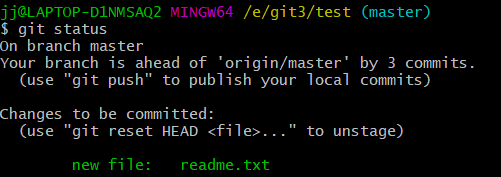 jj@LAPTOP-D1NMSAQ2 MINGW64 /e/git3/test (master)
$ git status
On branch master
Your branch is ahead of 'origin/master' by 3 commits.
  (use "git push" to publish your local commits)

Changes to be committed:
  (use "git reset HEAD <file>..." to unstage)

        new file:   readme.txt